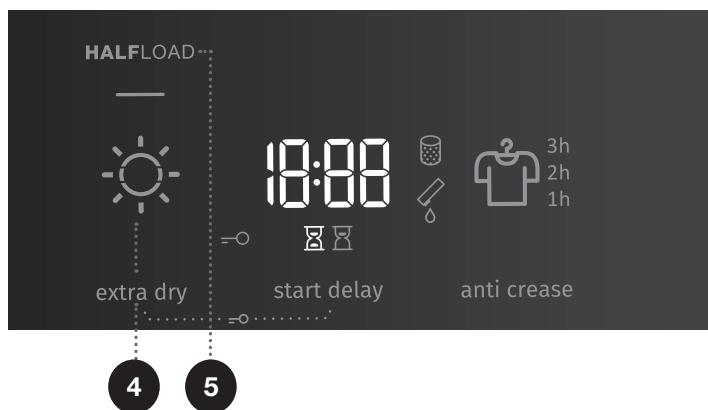 HALFLOAD
18:88
3h
2h
1h
extra dry
start delay
anti crease
4
5